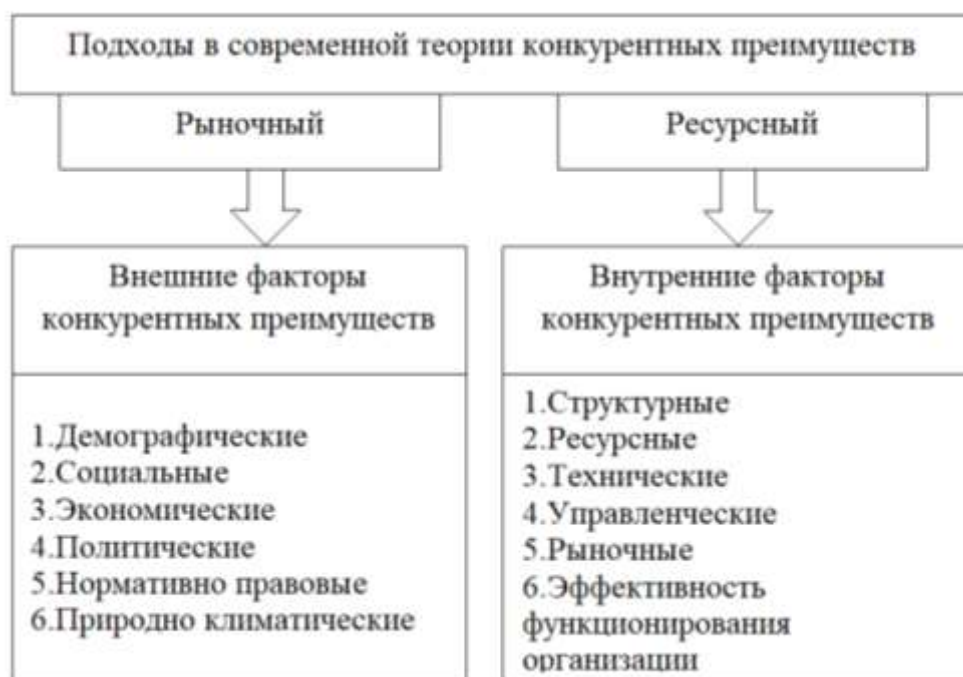 Подходы в современной теории конкурентных преимуществ
Рыночный
Ресурсный
Внешние факторы
конкурентных преимуществ
1.Демографические
2.Социальные
3.Экономические
4.Политические
5.Нормативно правовые
6.Природно климатические
Внутренние факторы
конкурентных преимуществ
1.Структурные
2.Ресурсные
3.Технические
4.Управленческие
5.Рыночные
6.Эффективность
функционирования
организации